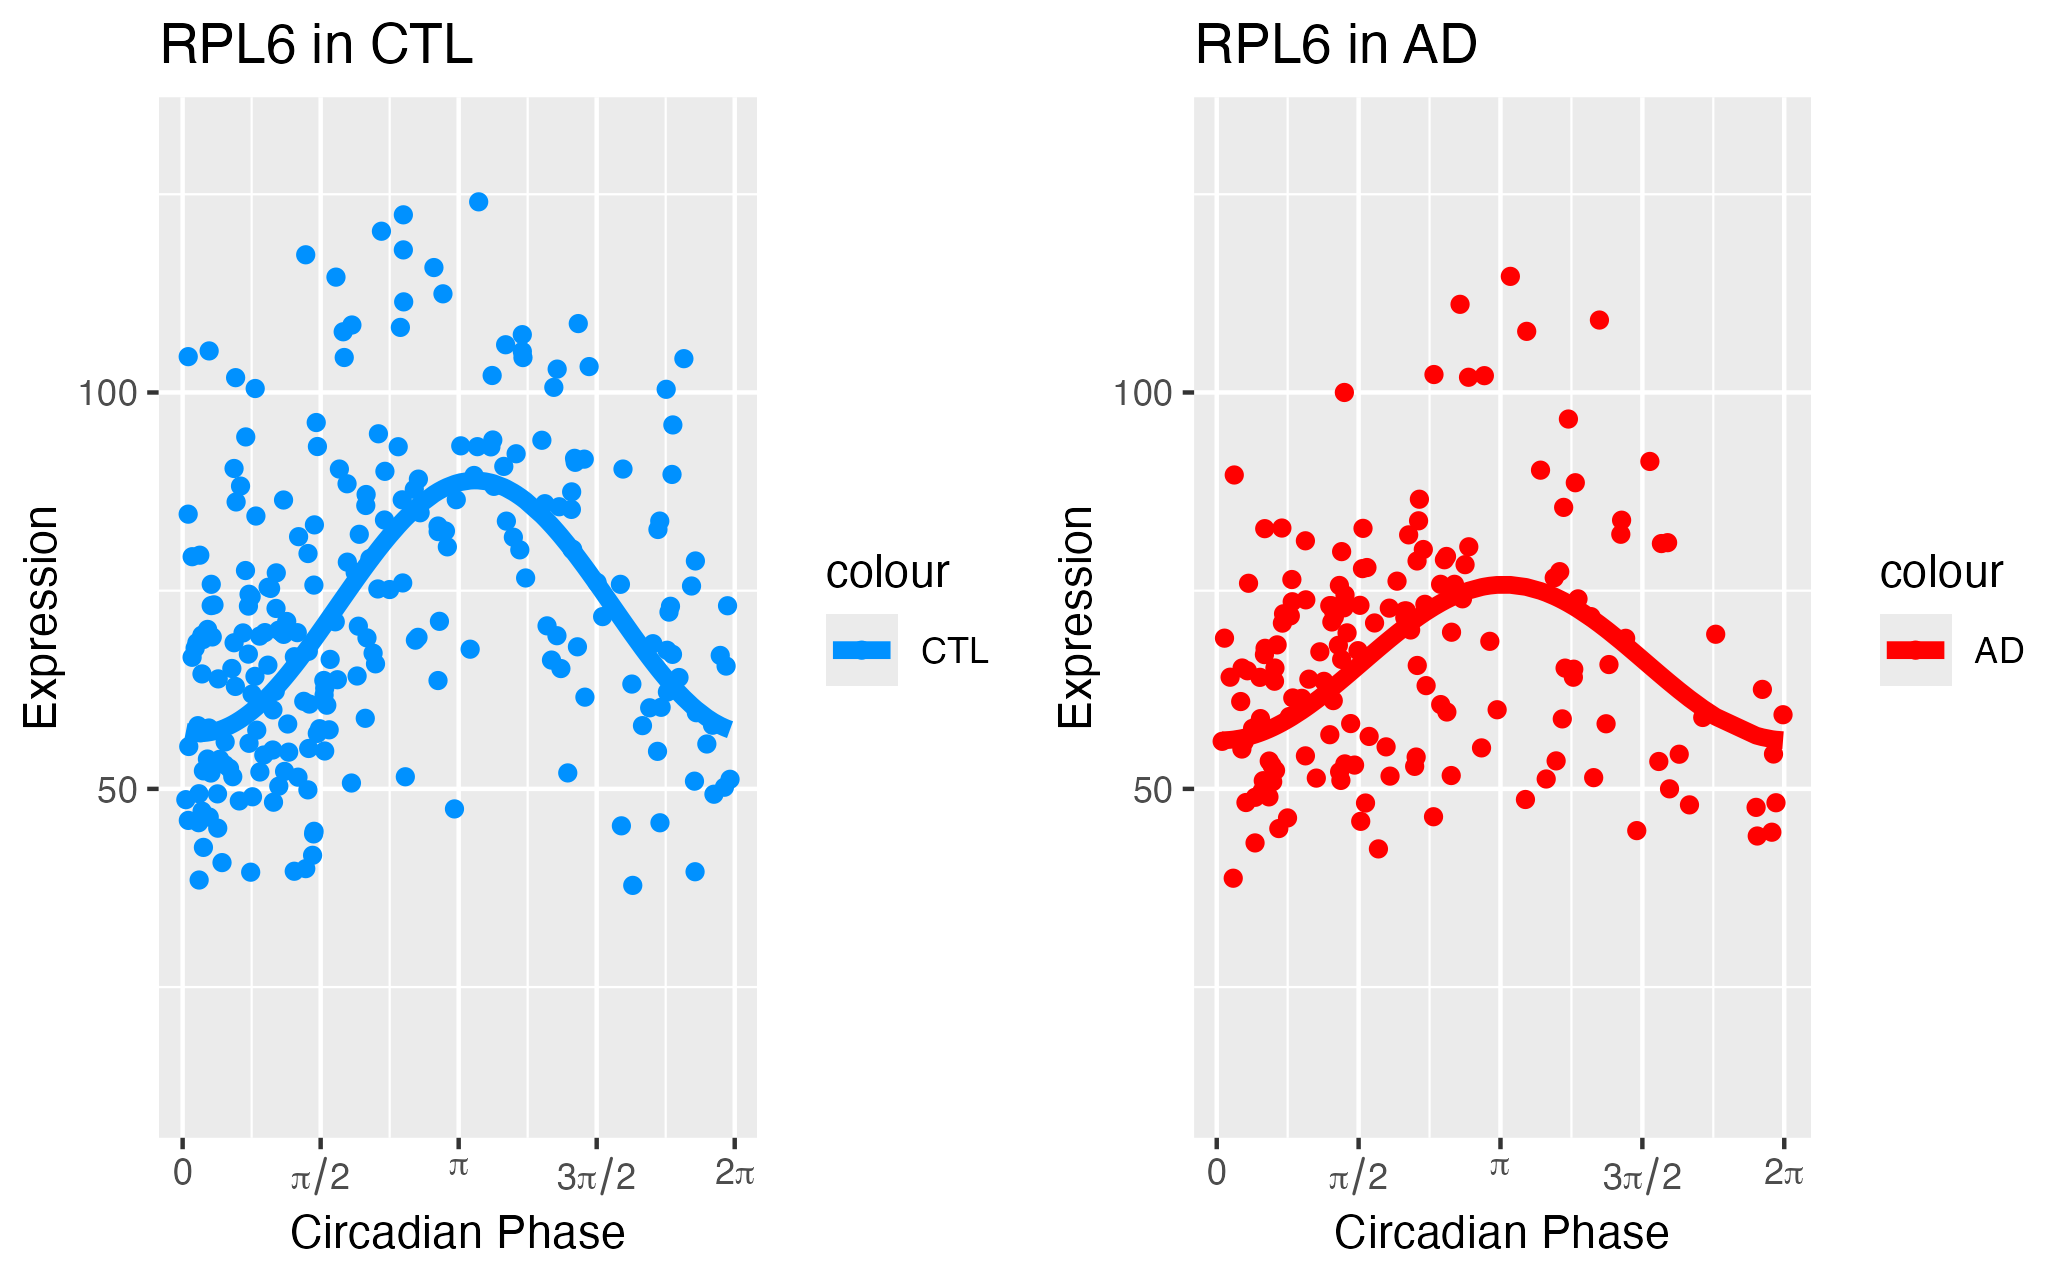 RPL6 in CTL
Expression
100
50
0
π/2
π
3π/2
2π
Circadian Phase
colour
CTL
RPL6 in AD
Expression
100
50
0
π/2
π
3π/2
2π
Circadian Phase
colour
AD